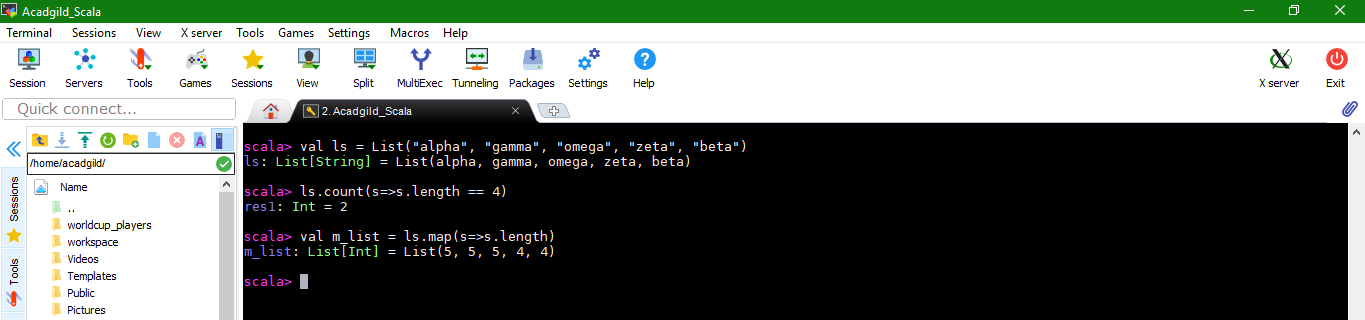 Acadgild_Scala
Terminal Sessions View X server Tools Games Settings Macros Help
Session Servers Tools Games Sessions View Split MultiExec Tunneling Packages Settings Help X server Exit
Quick connect...
2. Acadgild_Scala
/home/acadgild/
Name
..
worldcup_players
workspace
Videos
Templates
Public
Pictures
Sessions
Tools
scala> val ls = List("alpha", "gamma", "omega", "zeta", "beta")
ls: List[String] = List(alpha, gamma, omega, zeta, beta)
scala> ls.count(s=>s.length == 4)
res1: Int = 2
scala> val m_list = ls.map(s=>s.length)
m_list: List[Int] = List(5, 5, 5, 4, 4)
scala>